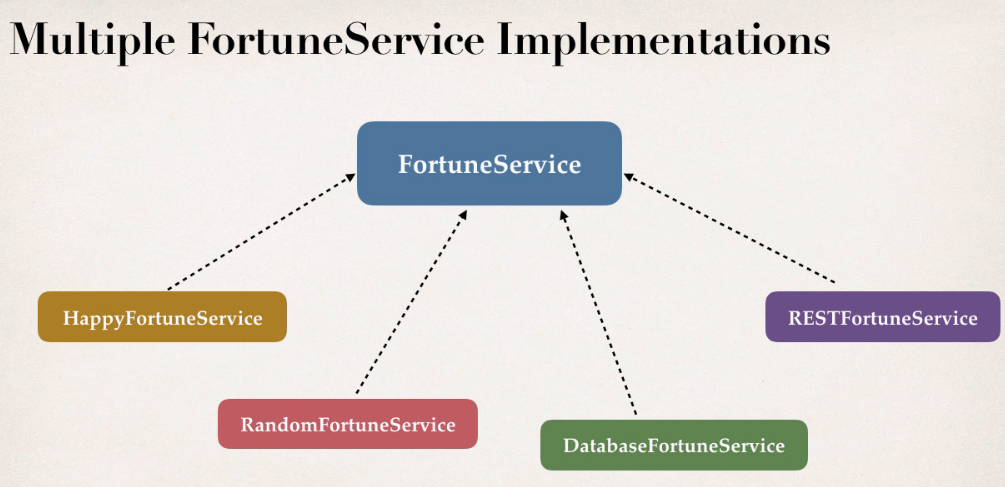 Multiple FortuneService Implementations
FortuneService
HappyFortuneService
RESTFortuneService
RandomFortuneService
DatabaseFortuneService